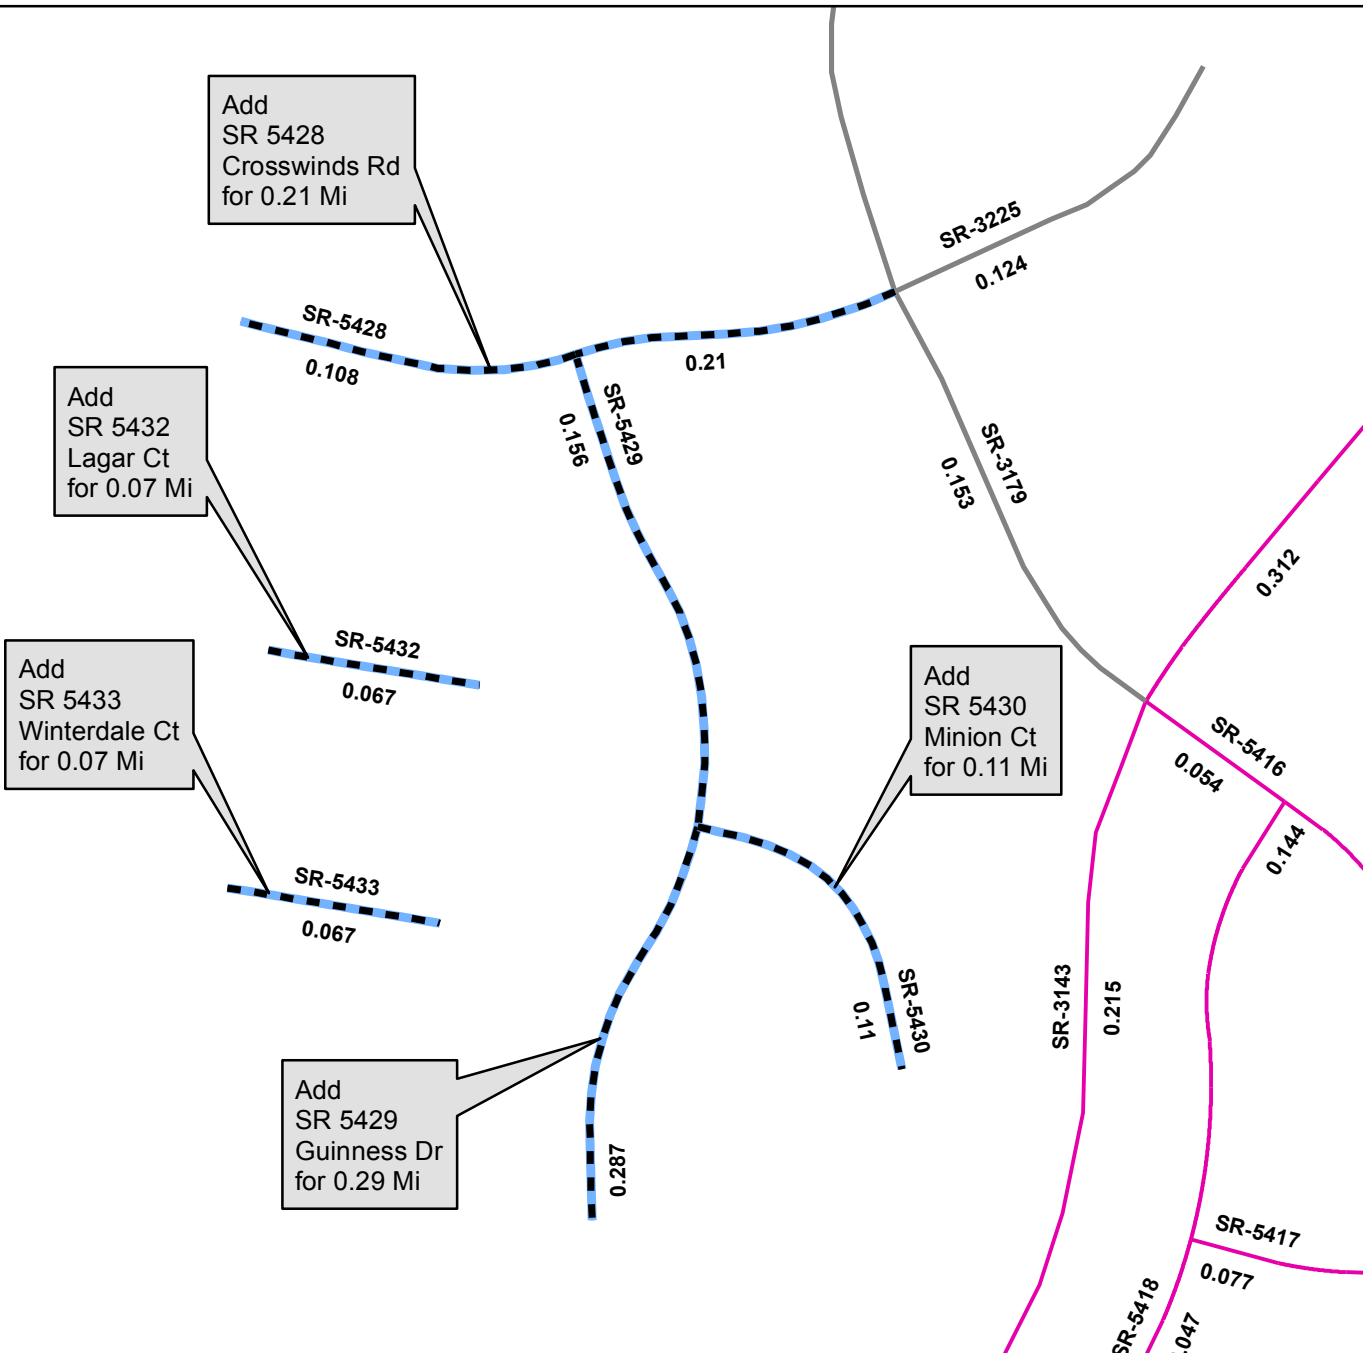 Add
SR 5428
Crosswinds Rd
for 0.21 Mi
SR-3225
0.124
SR-5428
0.108
0.21
Add
SR 5432
Lagar Ct
for 0.07 Mi
SR-5429
0.156
SR-3179
0.153
0.312
SR-5432
0.067
Add
SR 5433
Winterdale Ct
for 0.07 Mi
Add
SR 5430
Minion Ct
for 0.11 Mi
SR-5416
0.054
0.144
SR-5433
0.067
SR-5430
0.11
SR-3143
0.215
Add
SR 5429
Guinness Dr
for 0.29 Mi
0.287
SR-5417
0.077
SR-5418
.047